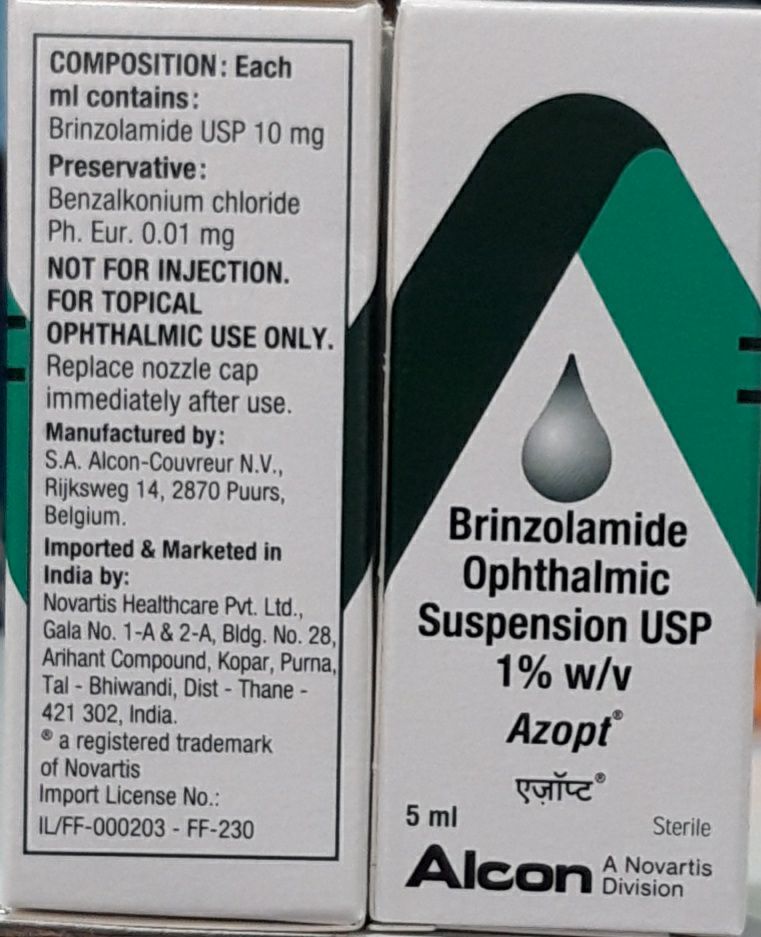 COMPOSITION: Each
ml contains:
Brinzolamide USP 10 mg
Preservative:
Benzalkonium chloride
Ph. Eur. 0.01 mg
NOT FOR INJECTION.
FOR TOPICAL
OPHTHALMIC USE ONLY.
Replace nozzle cap
immediately after use.
Manufactured by:
S.A. Alcon-Couvreur N.V.,
Rijksweg 14, 2870 Puurs,
Belgium.
Imported & Marketed in
India by:
Novartis Healthcare Pvt. Ltd.,
Gala No. 1-A & 2-A, Bldg. No. 28,
Arihant Compound, Kopar, Purna,
Tal - Bhiwandi, Dist - Thane -
421 302, India.
® a registered trademark
of Novartis
Import License No.:
IL/FF-000203 - FF-230
Brinzolamide
Ophthalmic
Suspension USP
1% w/v
Azopt®
एज़ॉप्ट®
5 ml
Sterile
Alcon
A Novartis
Division